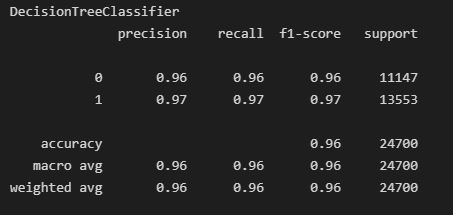 DecisionTreeClassifier
precision recall f1-score support
0 0.96 0.96 0.96 11147
1 0.97 0.97 0.97 13553
accuracy 0.96 24700
macro avg 0.96 0.96 0.96 24700
weighted avg 0.96 0.96 0.96 24700